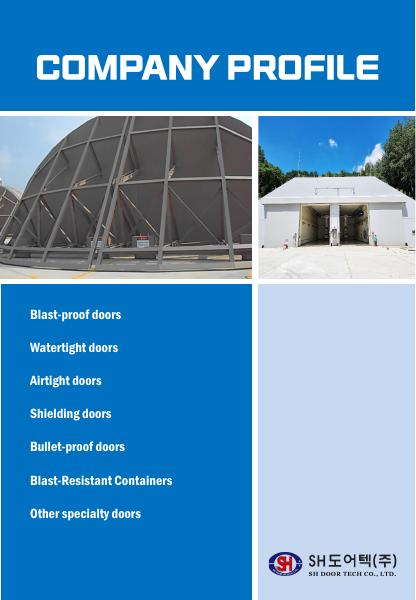 COMPANY PROFILE
Blast-proof doors
Watertight doors
Airtight doors
Shielding doors
Bullet-proof doors
Blast-Resistant Containers
Other specialty doors
SH
SH도어텍(주)
SH DOOR TECH CO., LTD.